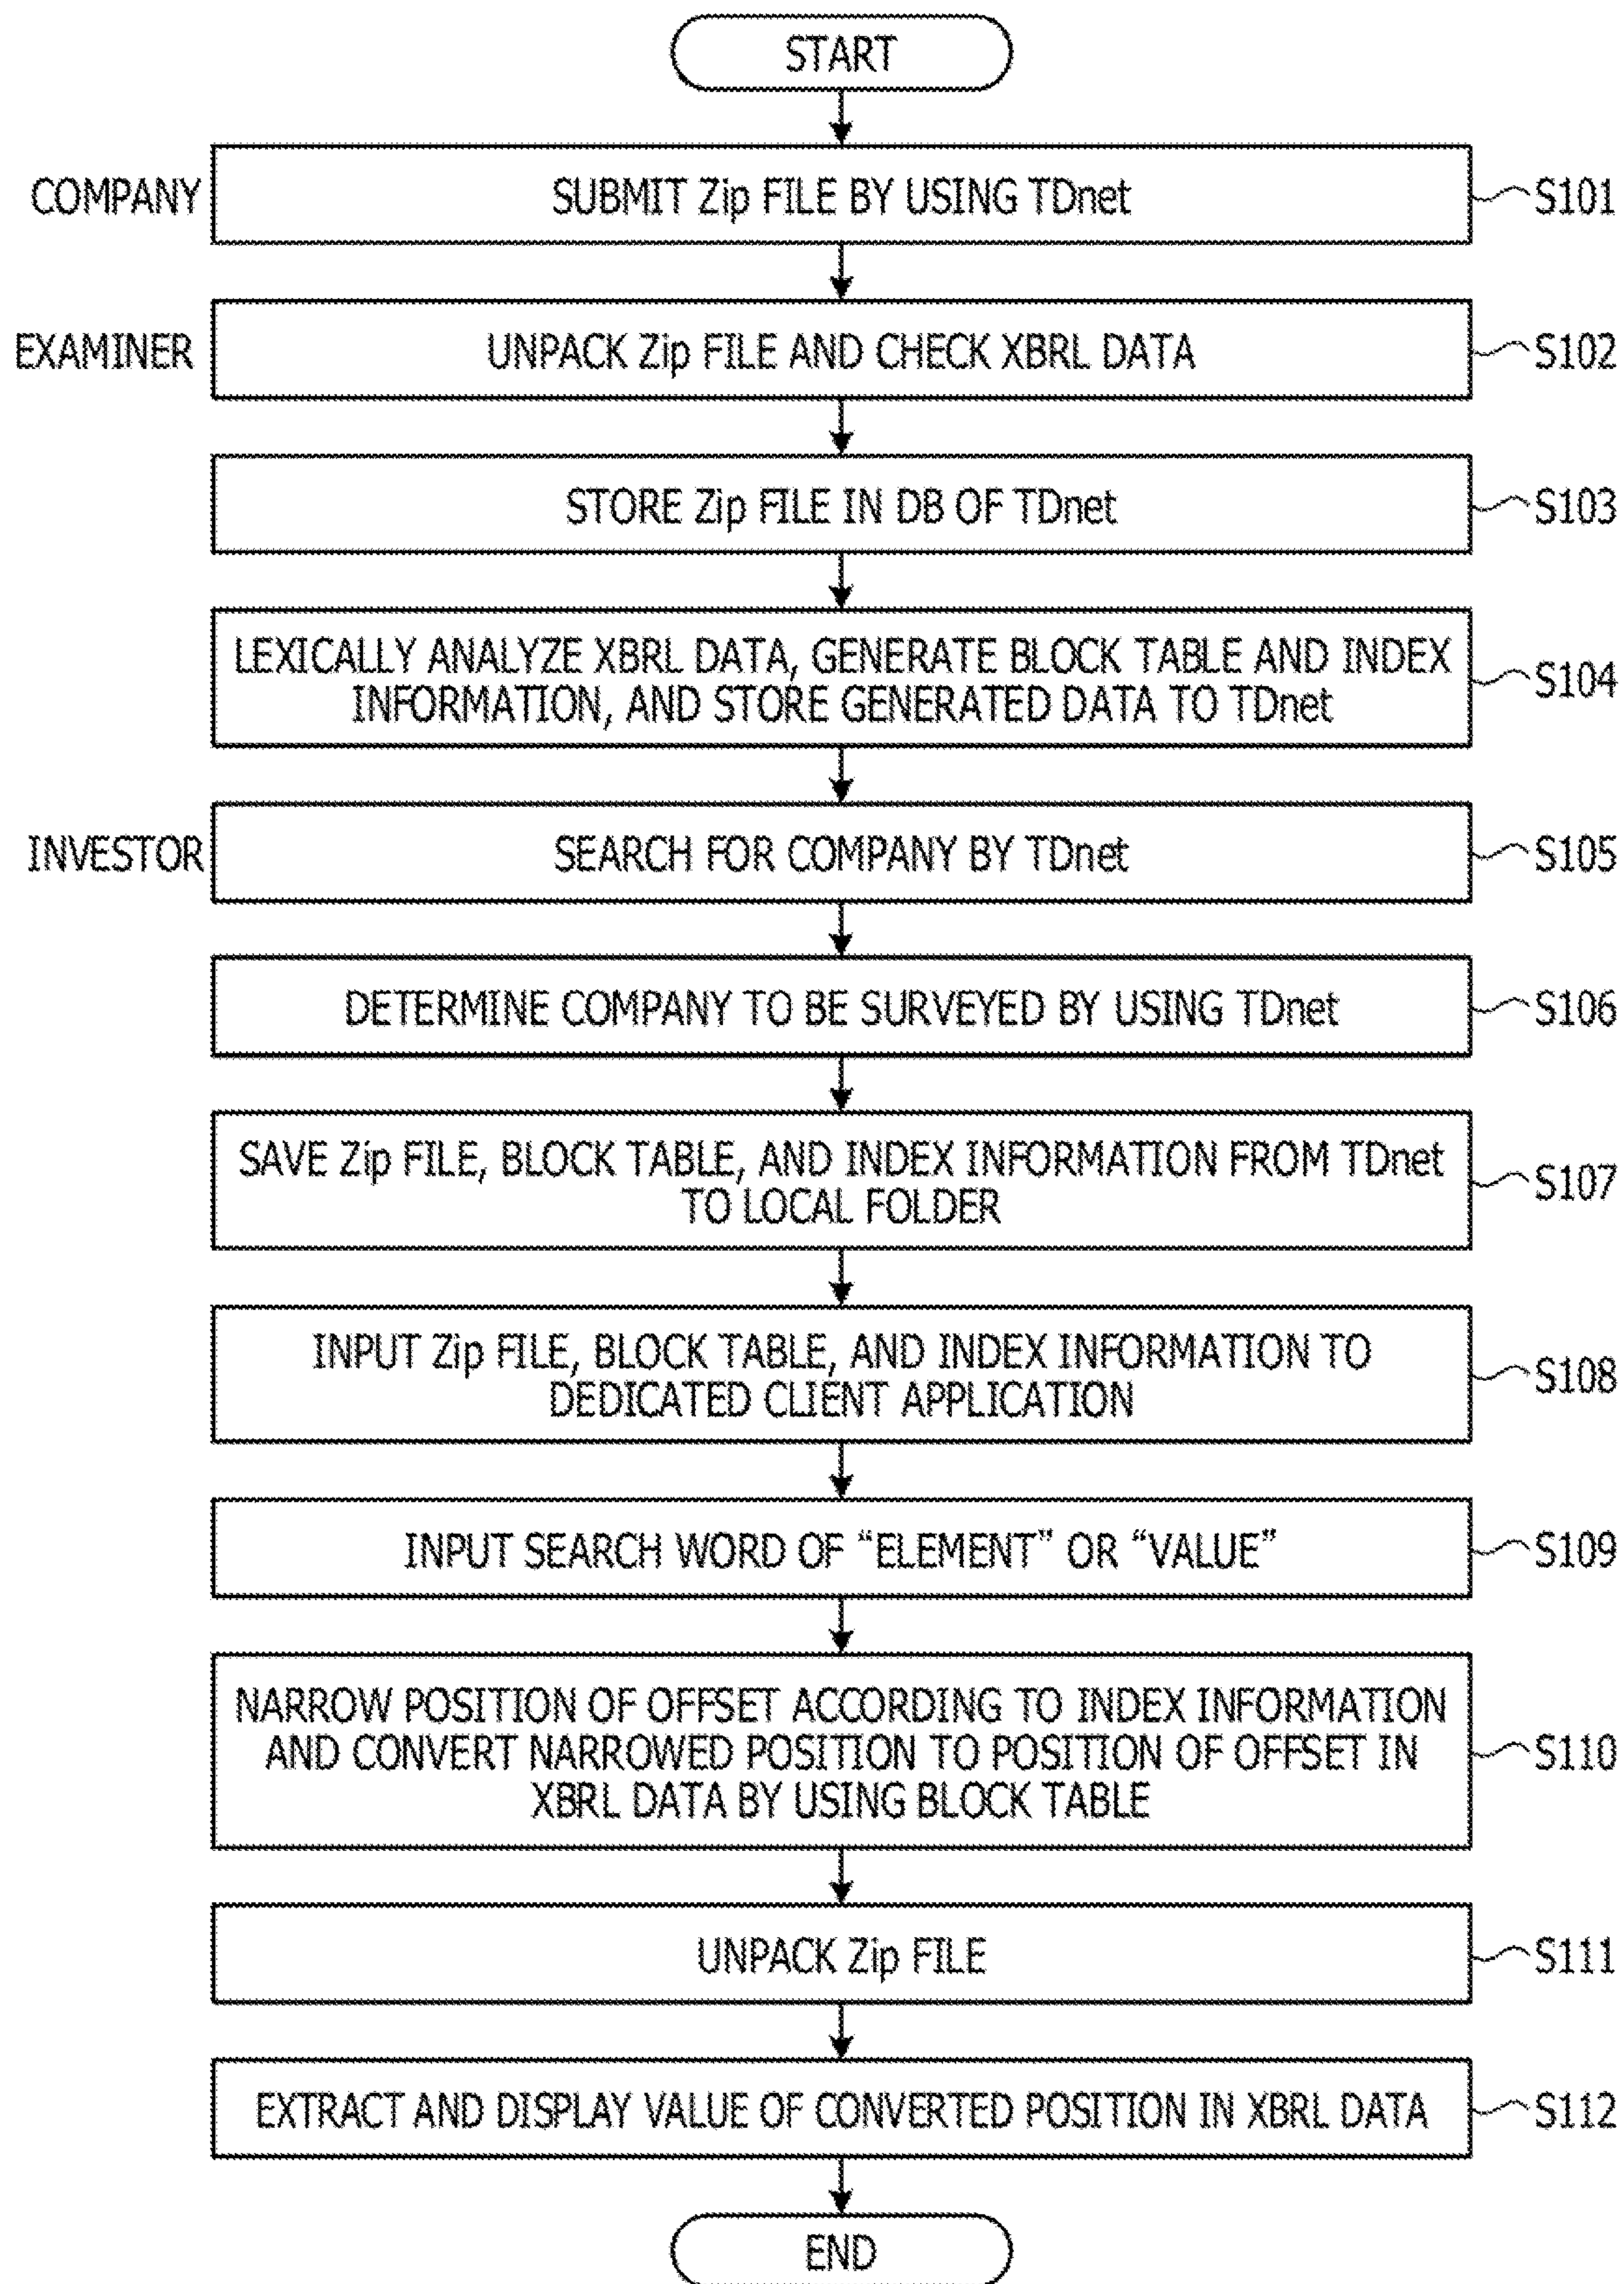 START
COMPANY
SUBMIT Zip FILE BY USING TDnet
S101
EXAMINER
UNPACK Zip FILE AND CHECK XBRL DATA
S102
STORE Zip FILE IN DB OF TDnet
S103
LEXICALLY ANALYZE XBRL DATA, GENERATE BLOCK TABLE AND INDEX
INFORMATION, AND STORE GENERATED DATA TO TDnet
S104
INVESTOR
SEARCH FOR COMPANY BY TDnet
S105
DETERMINE COMPANY TO BE SURVEYED BY USING TDnet
S106
SAVE Zip FILE, BLOCK TABLE, AND INDEX INFORMATION FROM TDnet
TO LOCAL FOLDER
S107
INPUT Zip FILE, BLOCK TABLE, AND INDEX INFORMATION TO
DEDICATED CLIENT APPLICATION
S108
INPUT SEARCH WORD OF “ELEMENT” OR “VALUE”
S109
NARROW POSITION OF OFFSET ACCORDING TO INDEX INFORMATION
AND CONVERT NARROWED POSITION TO POSITION OF OFFSET IN
XBRL DATA BY USING BLOCK TABLE
S110
UNPACK Zip FILE
S111
EXTRACT AND DISPLAY VALUE OF CONVERTED POSITION IN XBRL DATA
S112
END